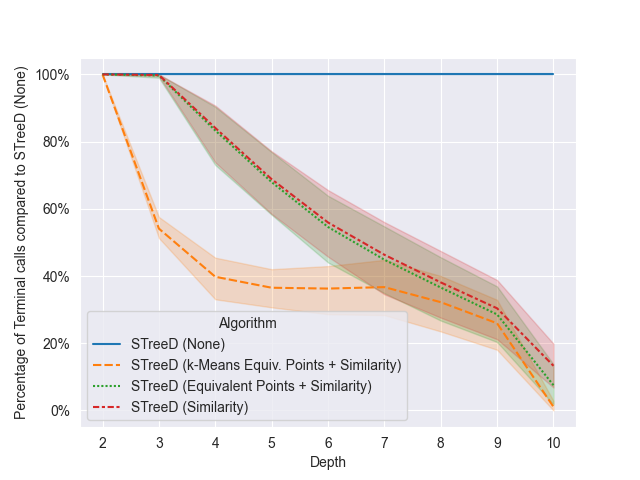 Percentage of Terminal calls compared to STreeD (None)
100%
80%
60%
40%
20%
0%
Algorithm
STreeD (None)
STreeD (k-Means Equiv. Points + Similarity)
STreeD (Equivalent Points + Similarity)
STreeD (Similarity)
2 3 4 5 6 7 8 9 10
Depth